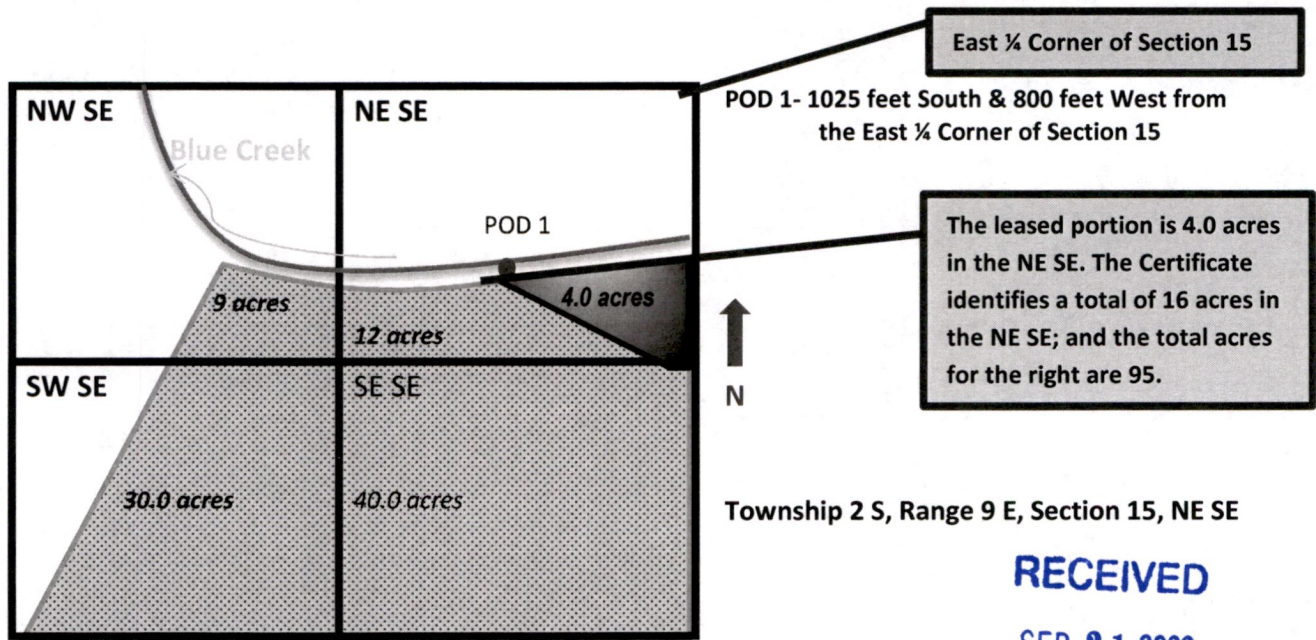 East ¼ Corner of Section 15
NW SE
NE SE
POD 1- 1025 feet South & 800 feet West from
the East ¼ Corner of Section 15
Blue Creek
POD 1
The leased portion is 4.0 acres
in the NE SE. The Certificate
identifies a total of 16 acres in
the NE SE; and the total acres
for the right are 95.
9 acres
4.0 acres
12 acres
N
SW SE
SE SE
30.0 acres
40.0 acres
Township 2 S, Range 9 E, Section 15, NE SE
RECEIVED